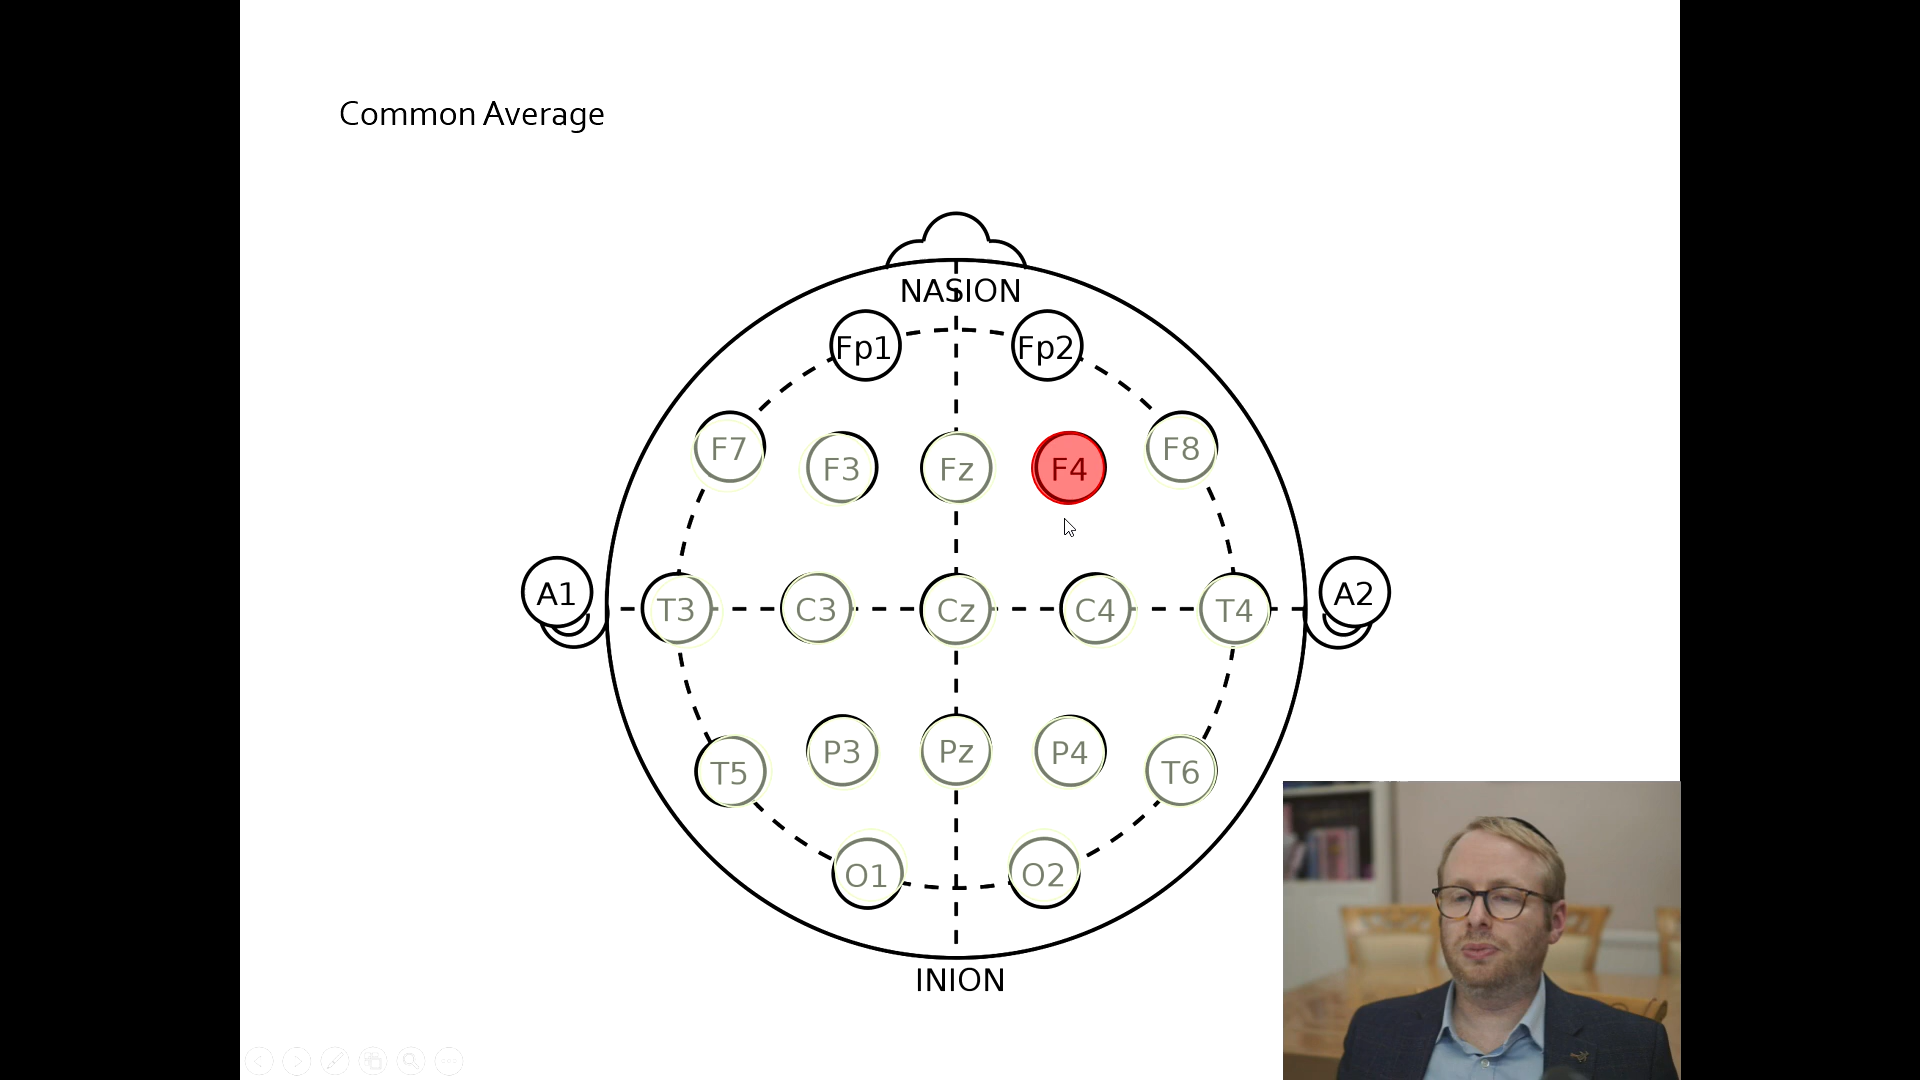 Common Average
NASION
Fp1 Fp2
F7 F3 Fz F4 F8
A1 T3 C3 Cz C4 T4 A2
T5 P3 Pz P4 T6
O1 O2
INION